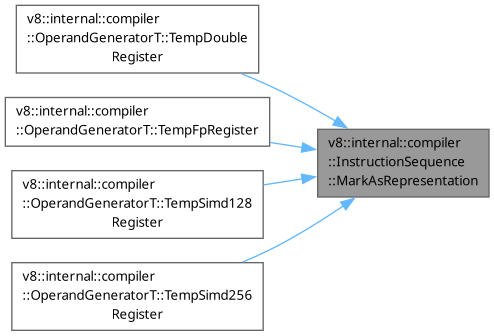 v8::internal::compiler
::OperandGeneratorT::TempDouble
Register
v8::internal::compiler
::OperandGeneratorT::TempFpRegister
v8::internal::compiler
::InstructionSequence
::MarkAsRepresentation
v8::internal::compiler
::OperandGeneratorT::TempSimd128
Register
v8::internal::compiler
::OperandGeneratorT::TempSimd256
Register